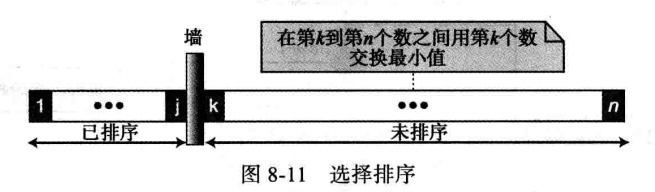 墙
在第k到第n个数之间用第k个数
交换最小值
1 ••• j k ••• n
已排序 未排序
图 8-11 选择排序